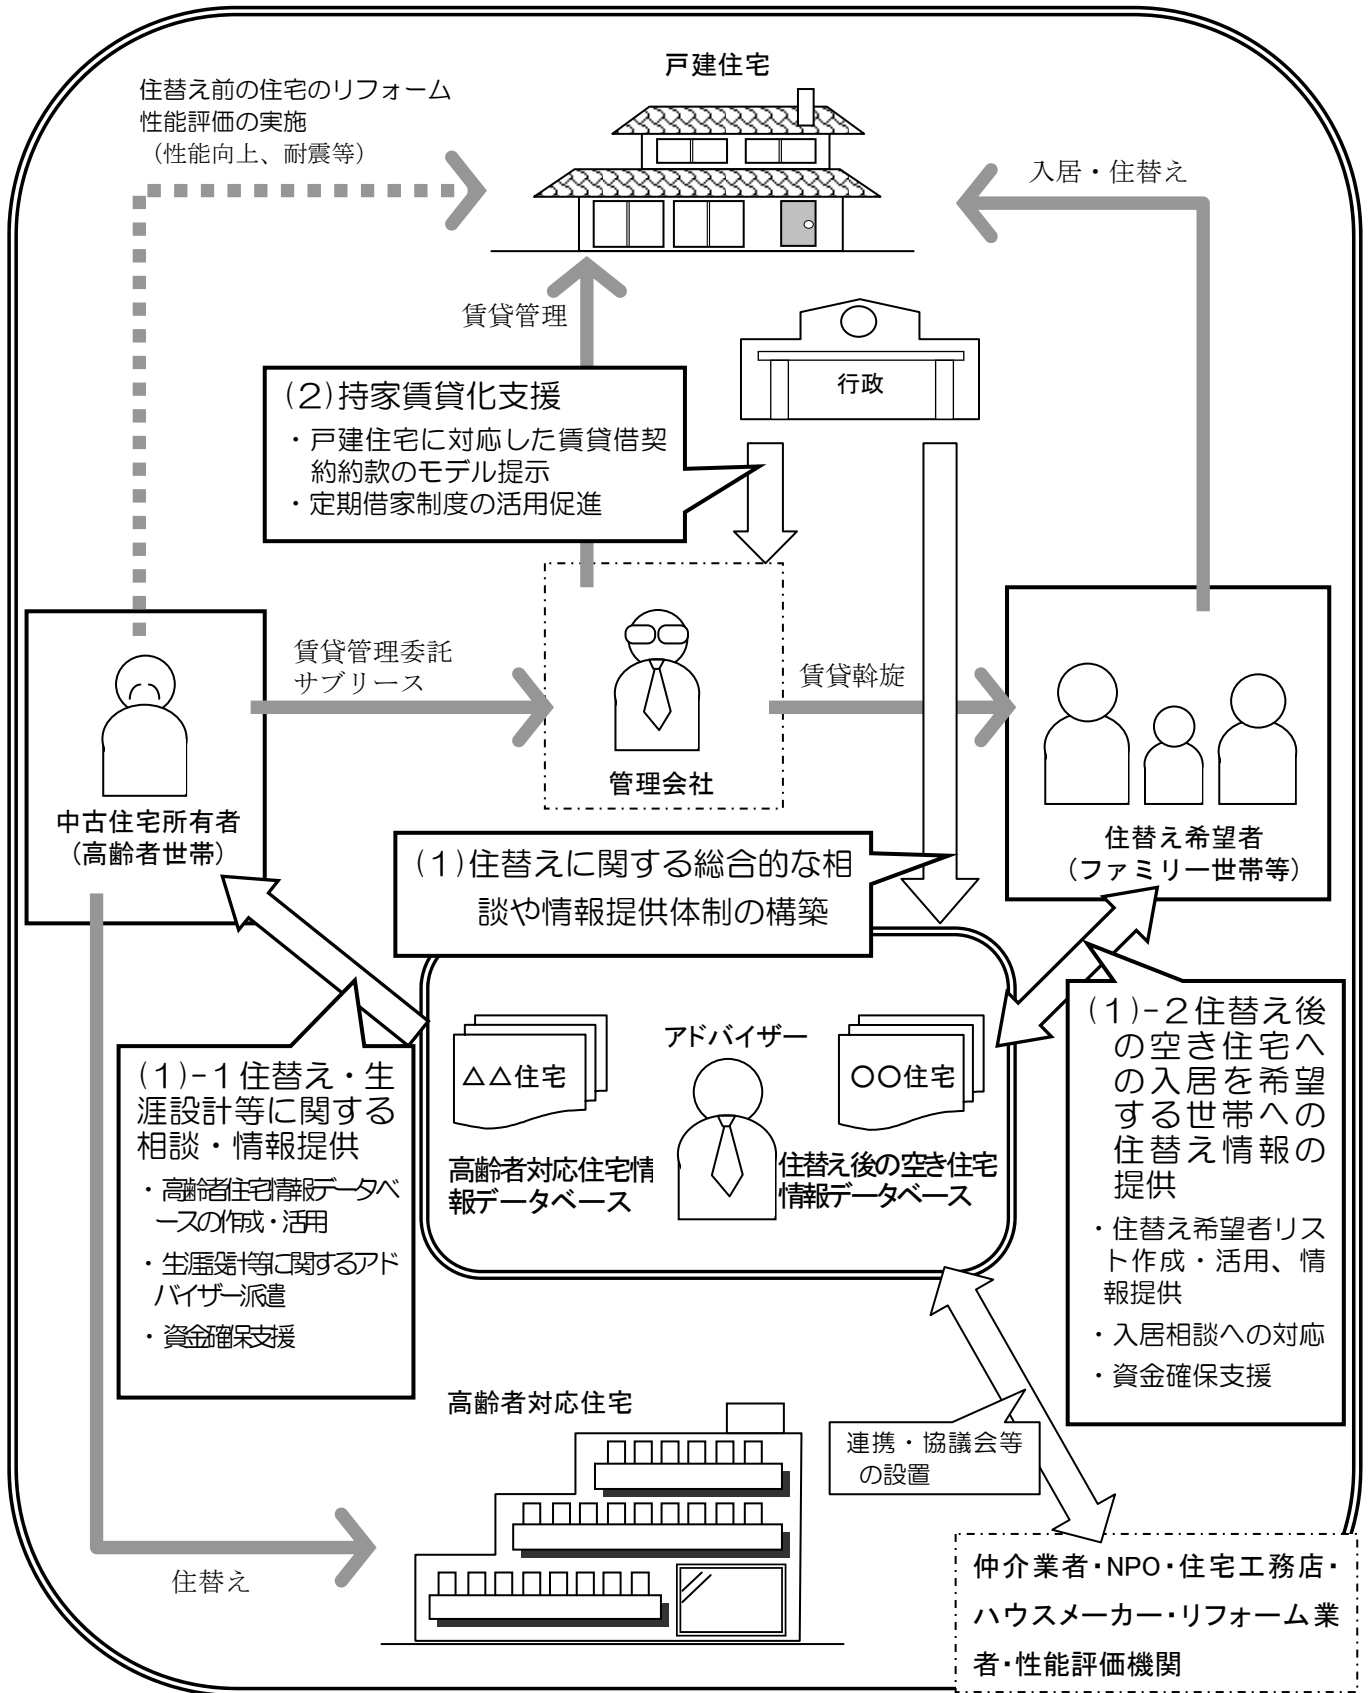 戸建住宅
住替え前の住宅のリフォーム
性能評価の実施
（性能向上、耐震等）
入居・住替え
賃貸管理
行政
(２)持家賃貸化支援
・戸建住宅に対応した賃貸借契
約約款のモデル提示
・定期借家制度の活用促進
賃貸管理委託
サブリース
賃貸斡旋
管理会社
中古住宅所有者
（高齢者世帯）
住替え希望者
（ファミリー世帯等）
(１)住替えに関する総合的な相
談や情報提供体制の構築
アドバイザー
△△住宅
○○住宅
高齢者対応住宅情
報データベース
住替え後の空き住宅
情報データベース
(１)-１住替え・生
涯設計等に関する
相談・情報提供
・高齢者住宅情報データベ
ースの作成・活用
・生涯設計等に関するアド
バイザー派遣
・資金確保支援
(１)-２住替え後
の空き住宅へ
の入居を希望
する世帯への
住替え情報の
提供
・住替え希望者リス
ト作成・活用、情
報提供
・入居相談への対応
・資金確保支援
高齢者対応住宅
連携・協議会等
の設置
住替え
仲介業者・NPO・住宅工務店・
ハウスメーカー・リフォーム業
者・性能評価機関